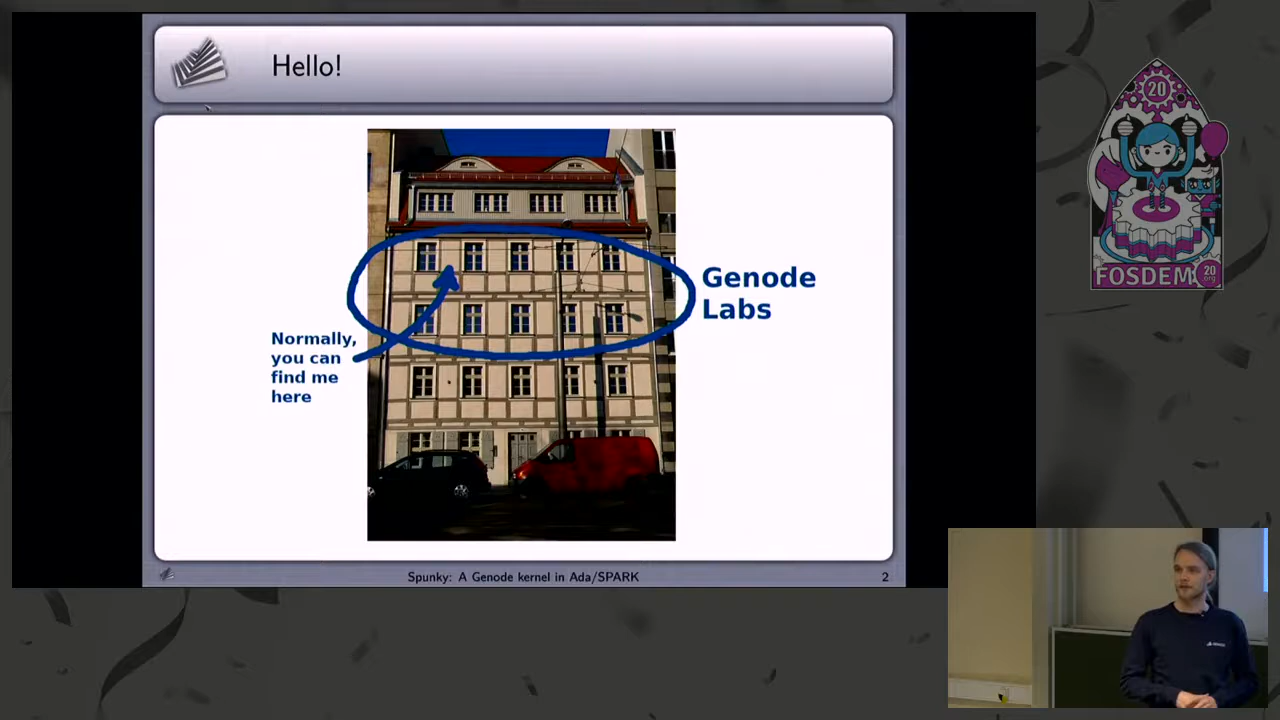 Hello!
Genode
Labs
Normally,
you can
find me
here
Spunky: A Genode kernel in Ada/SPARK
2
20
FOSDEM
20
.org